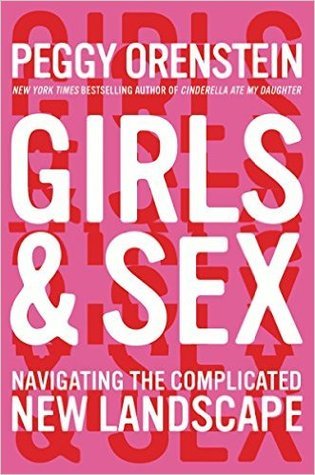 PEGGY ORENSTEIN
NEW YORK TIMES BESTSELLING AUTHOR OF CINDERELLA ATE MY DAUGHTER
GIRLS
& SEX
NAVIGATING THE COMPLICATED
NEW LANDSCAPE